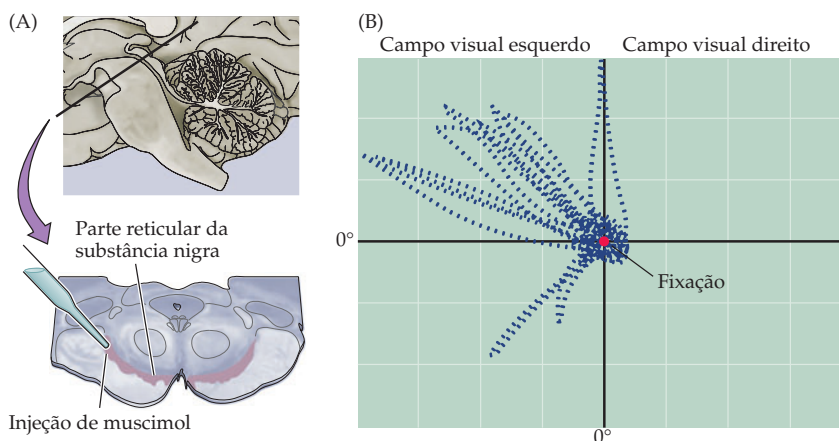 (A)
Parte reticular da
substância nigra
Injeção de muscimol
(B)
Campo visual esquerdo
Campo visual direito
0°
Fixação
0°